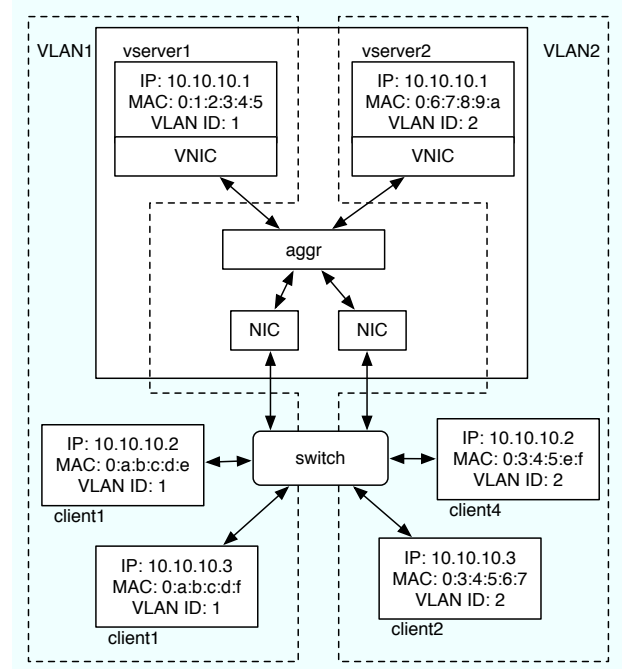 VLAN1
vserver1
vserver2
VLAN2
IP: 10.10.10.1
MAC: 0:1:2:3:4:5
VLAN ID: 1
VNIC
IP: 10.10.10.1
MAC: 0:6:7:8:9:a
VLAN ID: 2
VNIC
aggr
NIC
NIC
switch
IP: 10.10.10.2
MAC: 0:a:b:c:d:e
VLAN ID: 1
client1
IP: 10.10.10.2
MAC: 0:3:4:5:e:f
VLAN ID: 2
client4
IP: 10.10.10.3
MAC: 0:a:b:c:d:f
VLAN ID: 1
client1
IP: 10.10.10.3
MAC: 0:3:4:5:6:7
VLAN ID: 2
client2